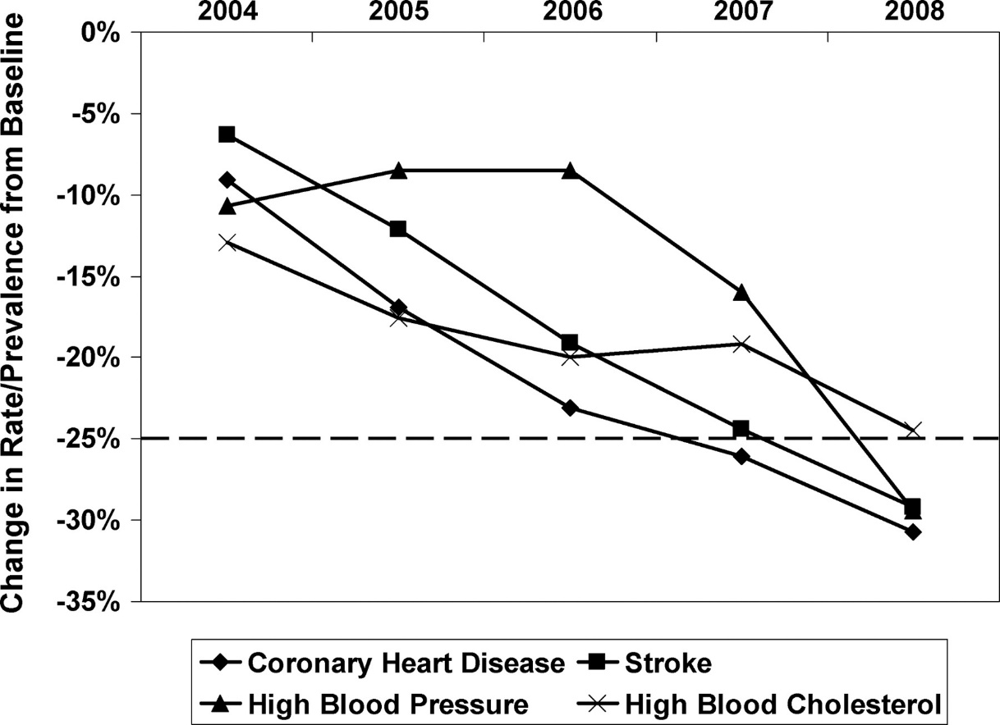 Change in Rate/Prevalence from Baseline
2004 2005 2006 2007 2008
0%
-5%
-10%
-15%
-20%
-25%
-30%
-35%
Coronary Heart Disease Stroke
High Blood Pressure High Blood Cholesterol